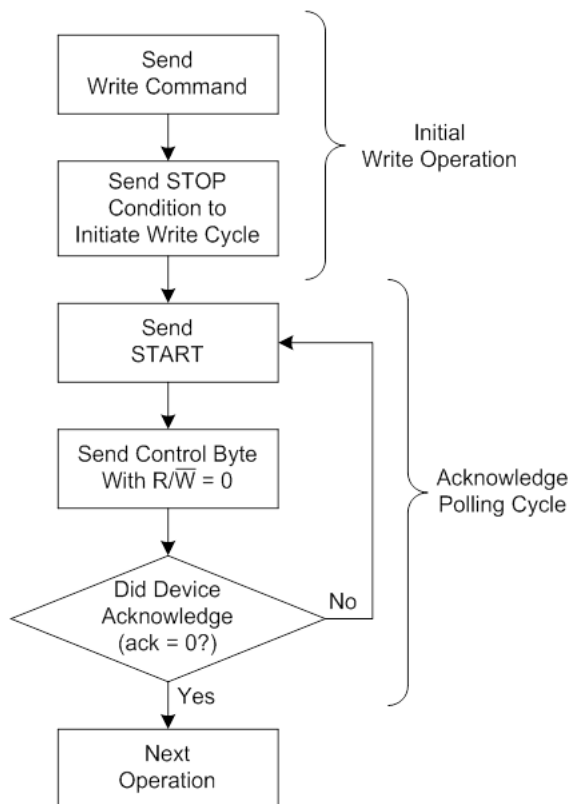 Send
Write Command
Initial
Write Operation
Send STOP
Condition to
Initiate Write Cycle
Send
START
Send Control Byte
With R/W̅ = 0
Acknowledge
Polling Cycle
Did Device
Acknowledge
(ack = 0?)
No
Yes
Next
Operation